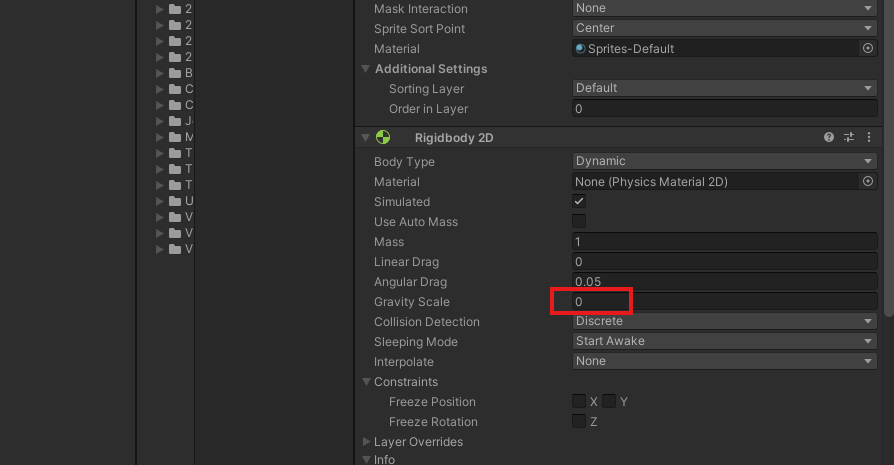 2
2
2
2
B
C
C
M
T
T
T
U
V
V
V
Mask Interaction None
Sprite Sort Point Center
Material Sprites-Default
Additional Settings
Sorting Layer Default
Order in Layer 0
Rigidbody 2D
Body Type Dynamic
Material None (Physics Material 2D)
Simulated
Use Auto Mass
Mass 1
Linear Drag 0
Angular Drag 0.05
Gravity Scale 0
Collision Detection Discrete
Sleeping Mode Start Awake
Interpolate None
Constraints
Freeze Position X Y
Freeze Rotation Z
Layer Overrides
Info